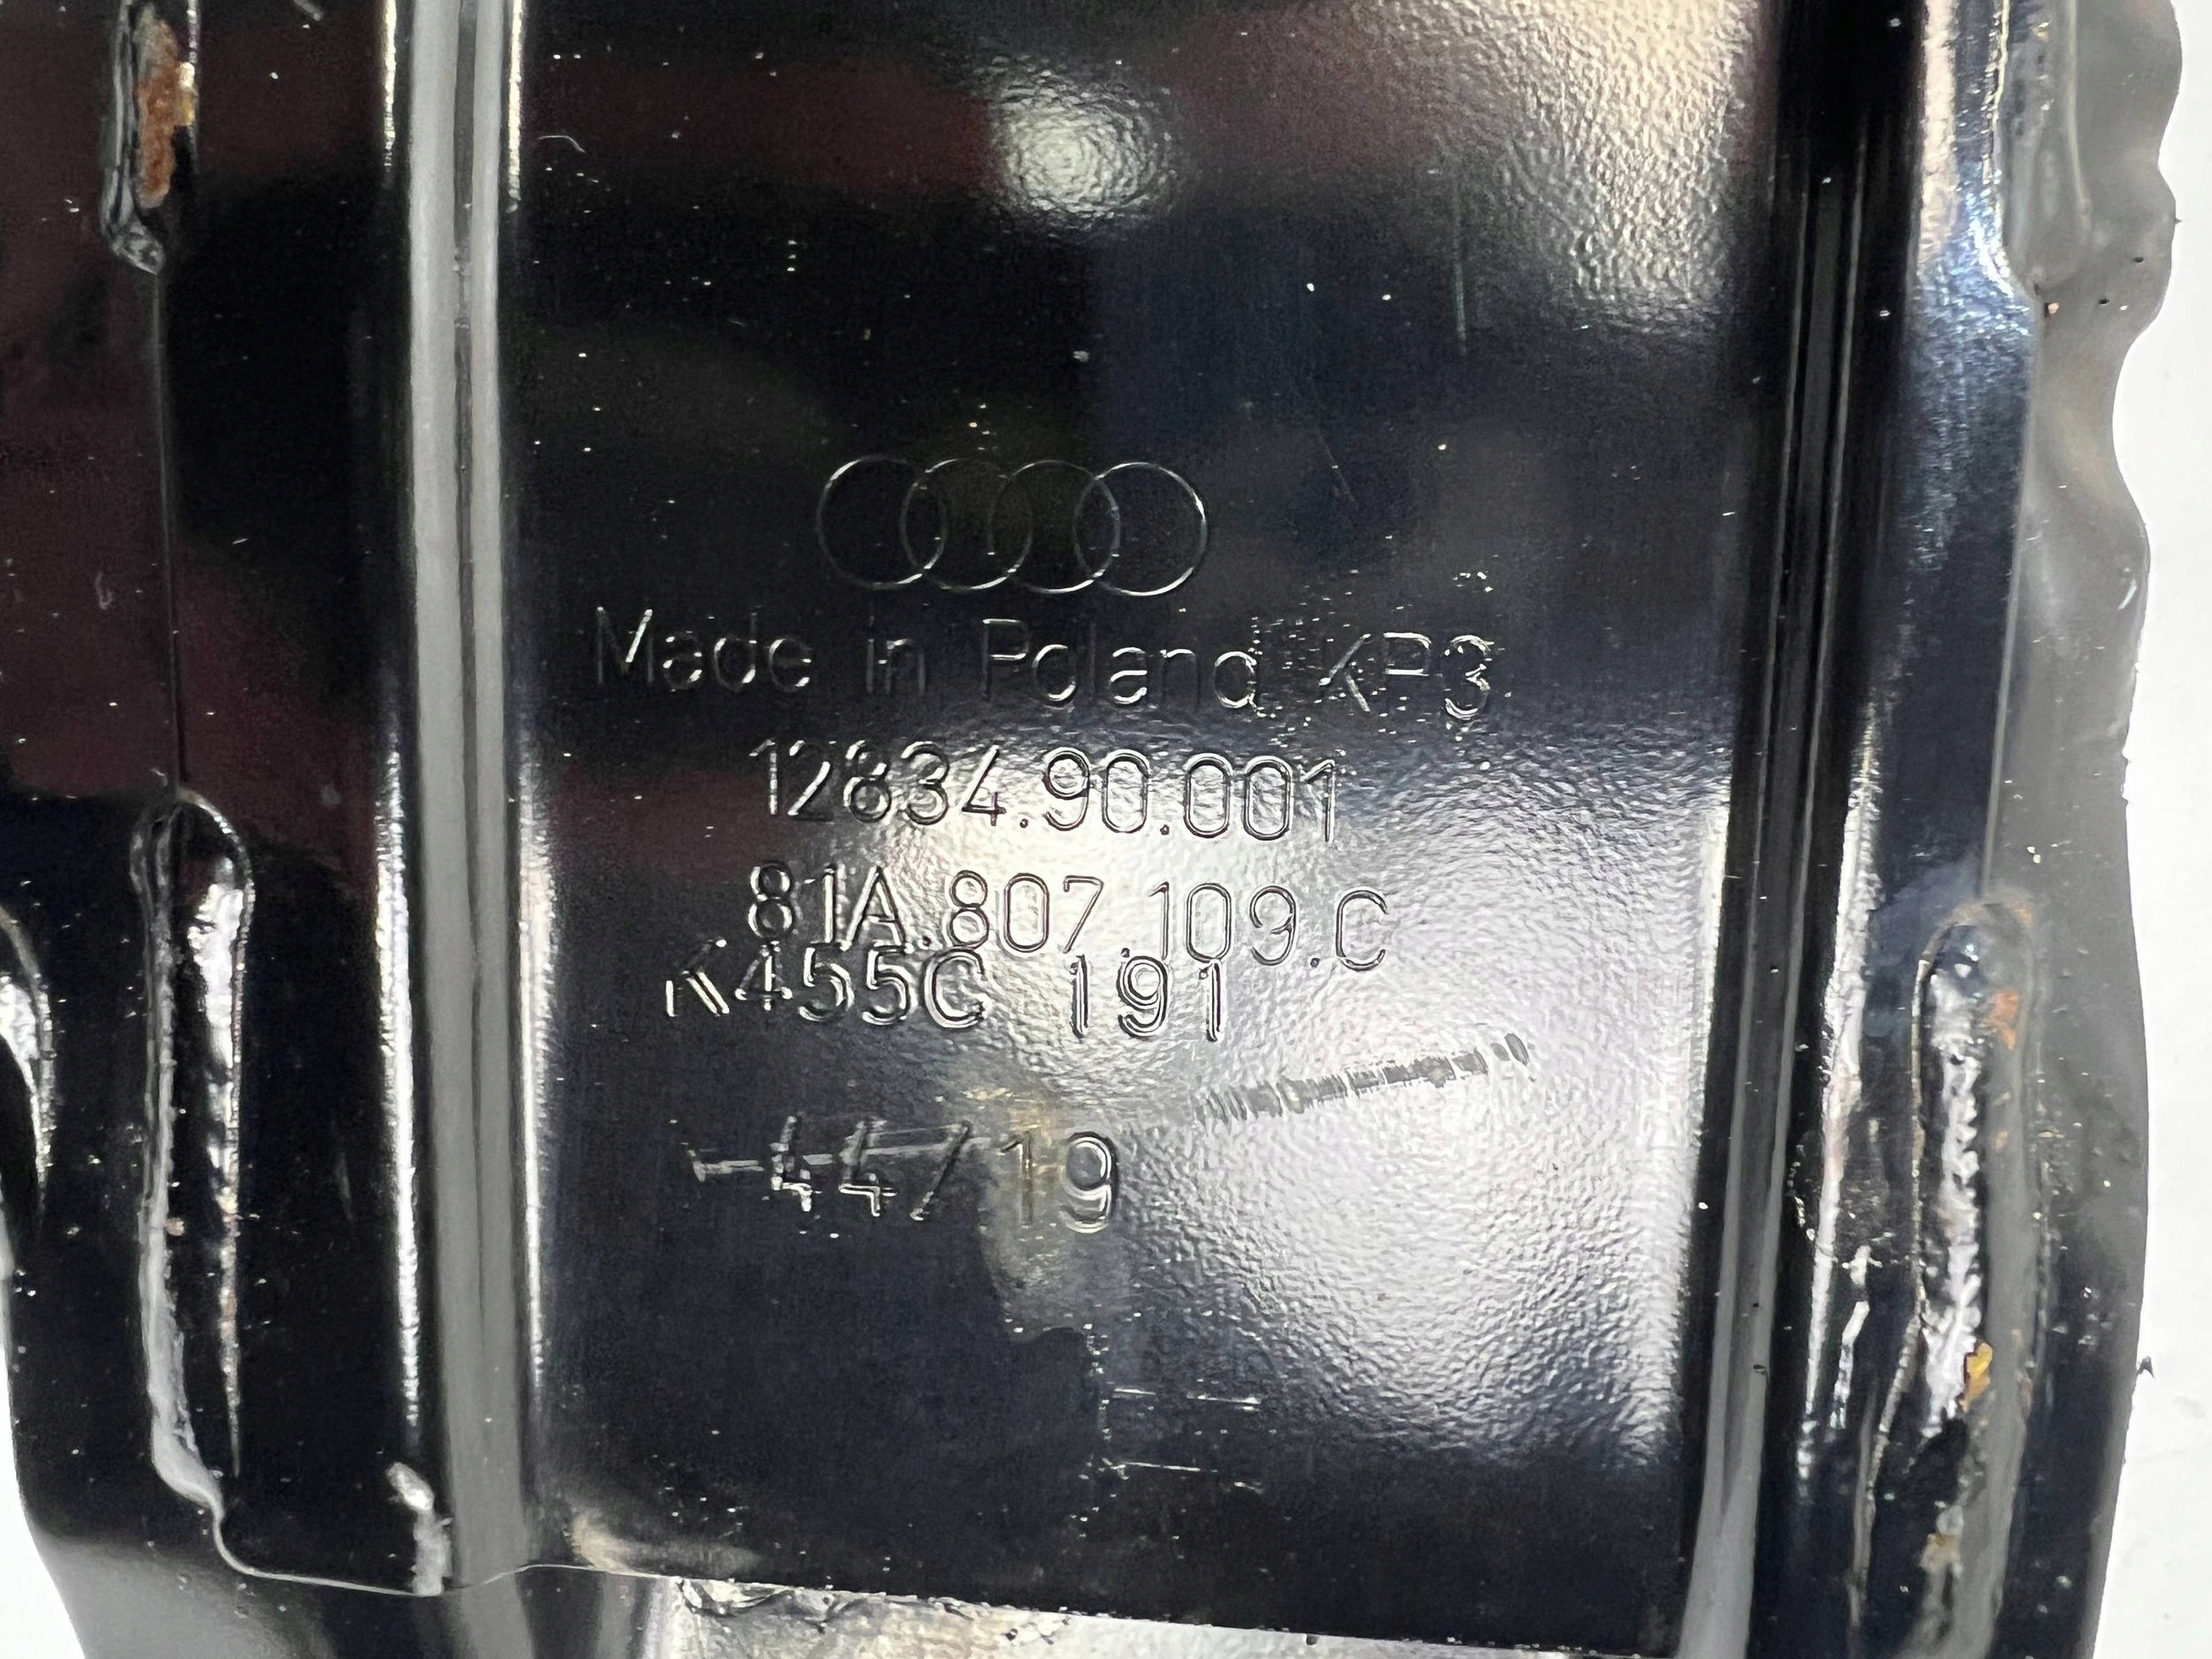 Made in Poland KP3
12834.90.001
81A.807.109.C
K455C 191
44/19